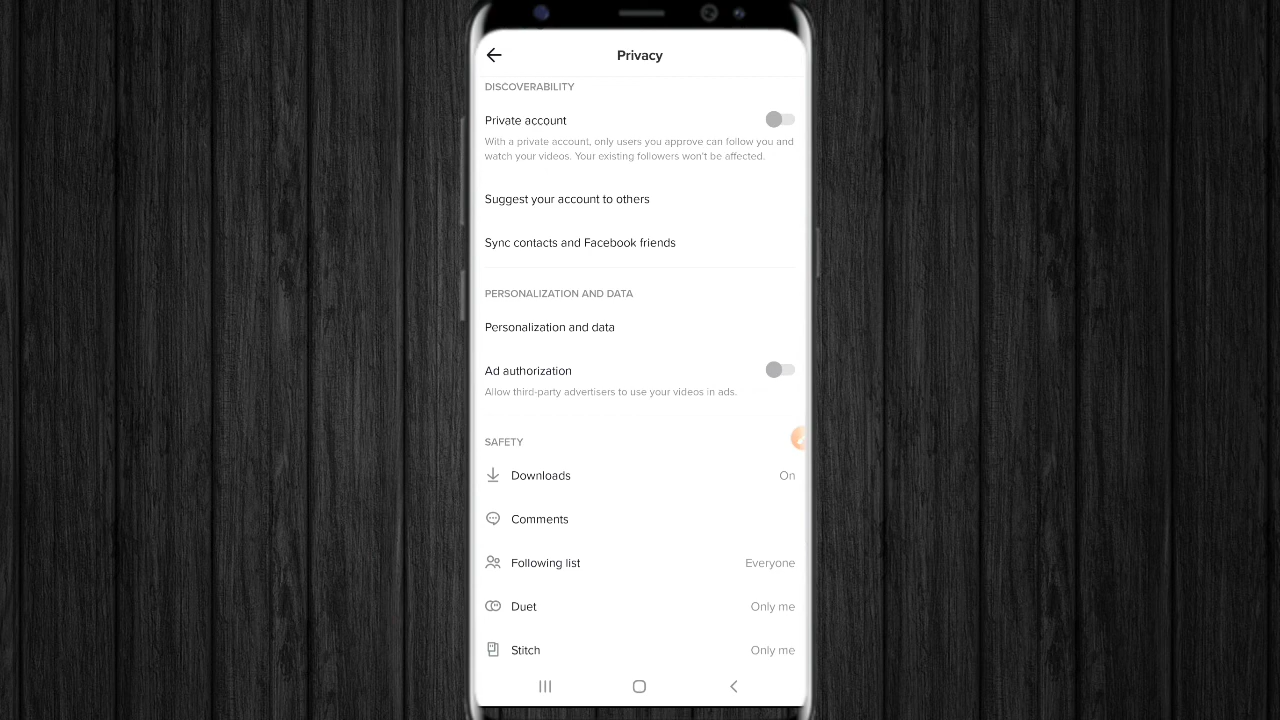 Privacy
DISCOVERABILITY
Private account
With a private account, only users you approve can follow you and
watch your videos. Your existing followers won't be affected.
Suggest your account to others
Sync contacts and Facebook friends
PERSONALIZATION AND DATA
Personalization and data
Ad authorization
Allow third-party advertisers to use your videos in ads.
SAFETY
Downloads On
Comments
Following list Everyone
Duet Only me
Stitch Only me